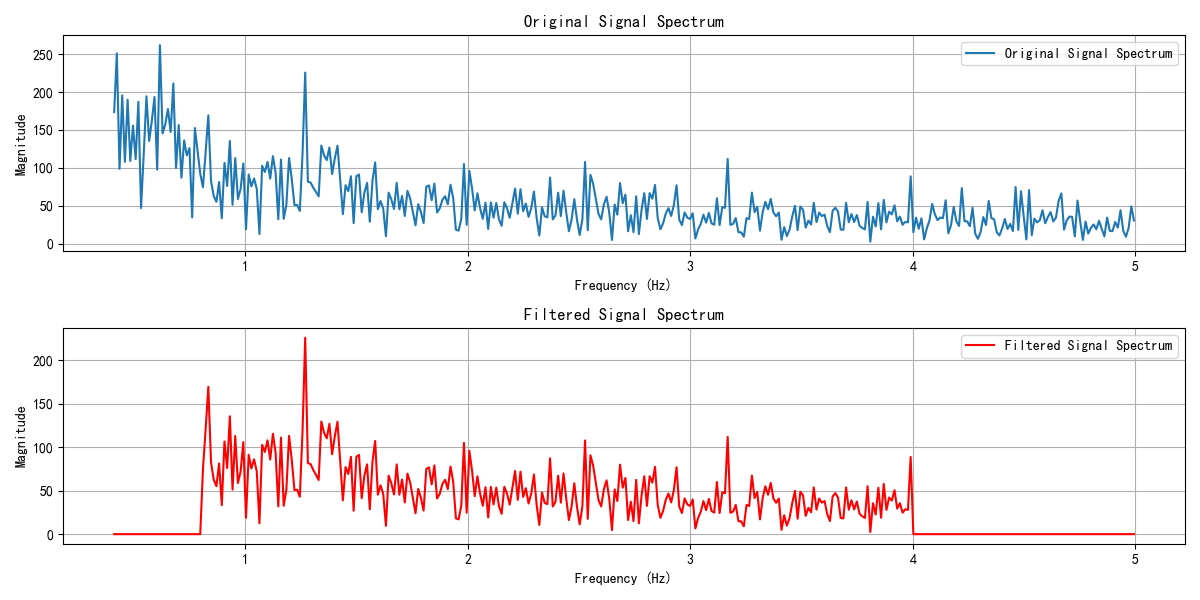 Original Signal Spectrum
250
200
150
100
50
0
Magnitude
Original Signal Spectrum
1 2 3 4 5
Frequency (Hz)
Filtered Signal Spectrum
200
150
100
50
0
Magnitude
Filtered Signal Spectrum
1 2 3 4 5
Frequency (Hz)